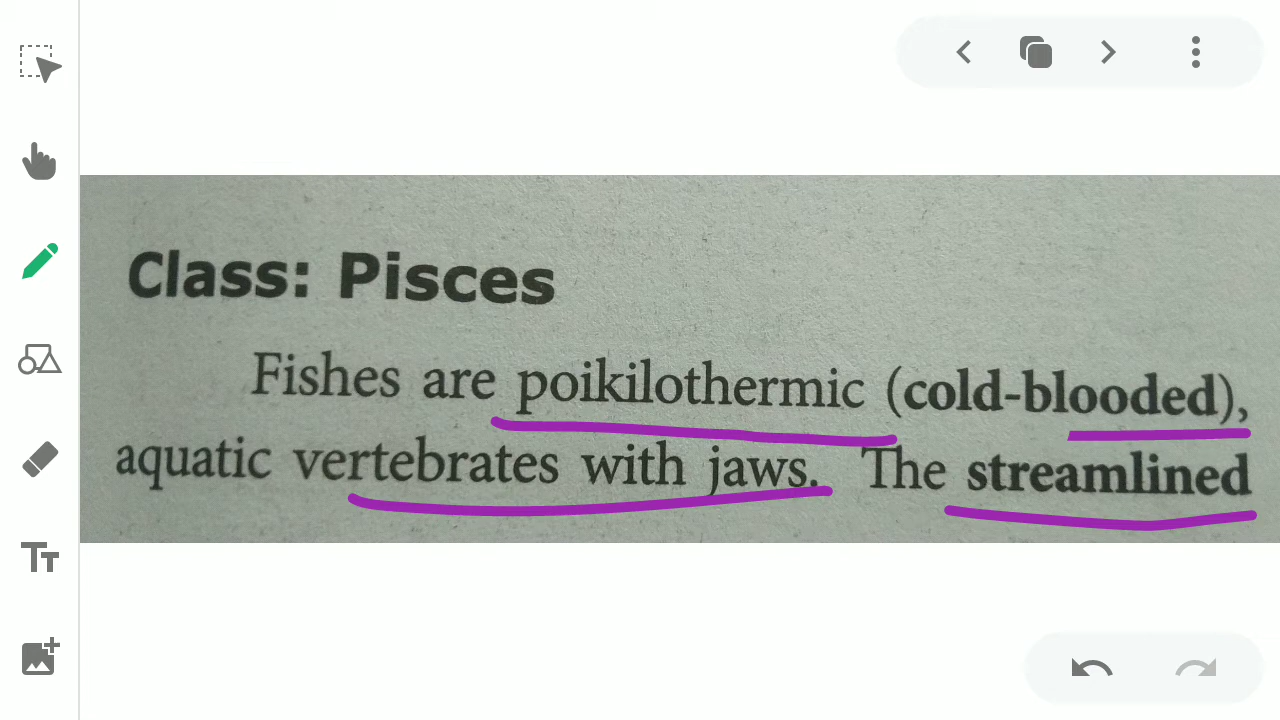 Class: Pisces
Fishes are poikilothermic (cold-blooded),
aquatic vertebrates with jaws. The streamlined